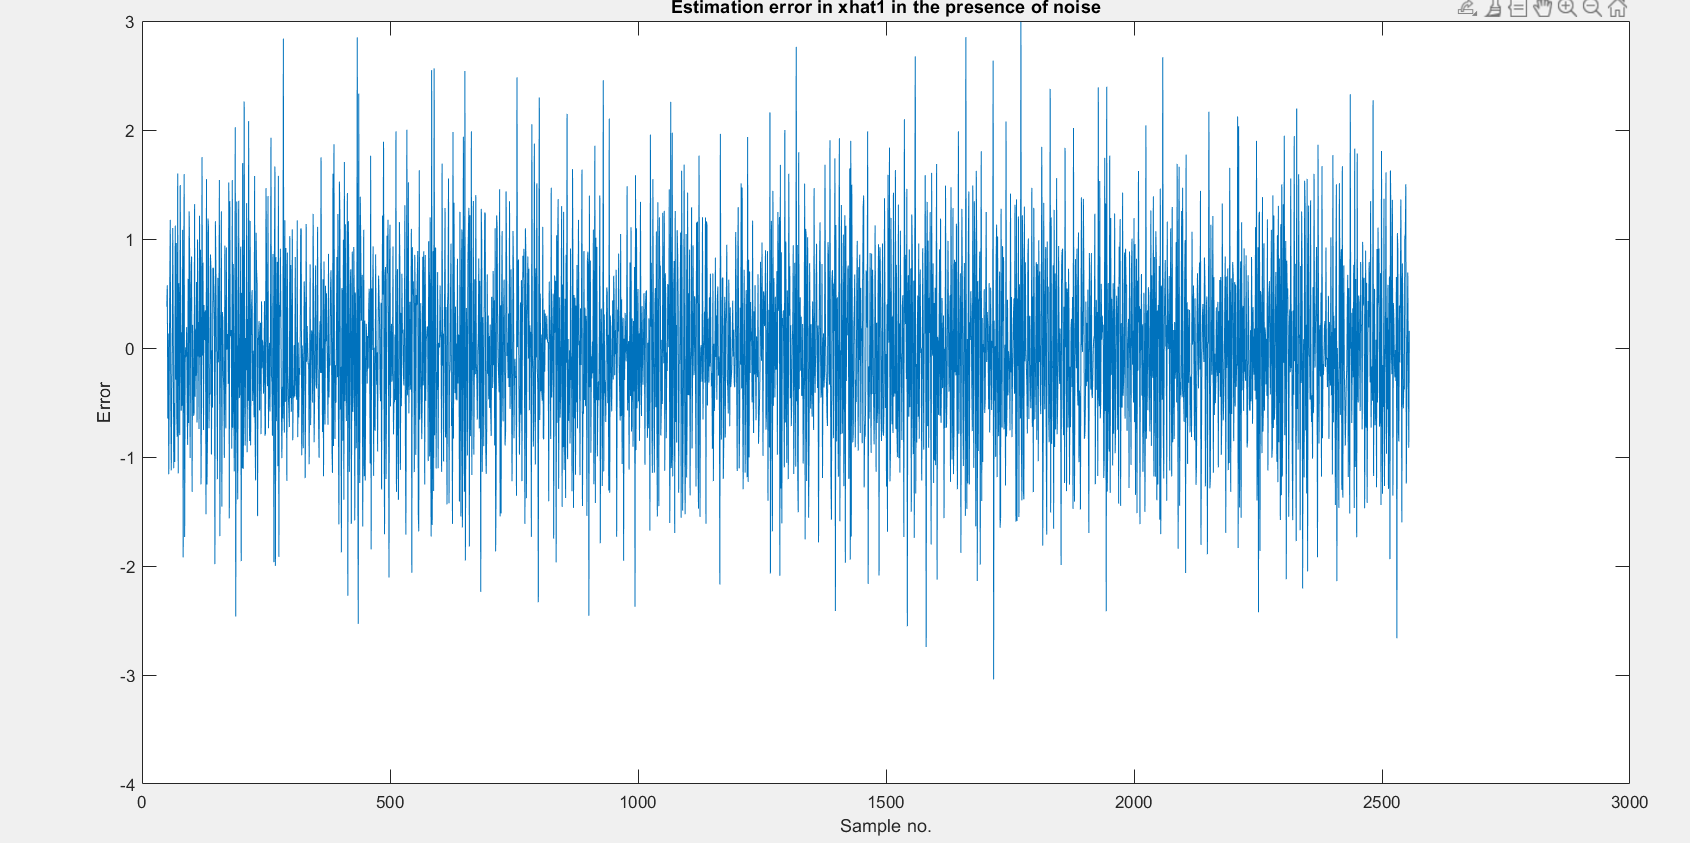 Estimation error in xhat1 in the presence of noise
3
2
1
0
-1
-2
-3
-4
Error
0 500 1000 1500 2000 2500 3000
Sample no.